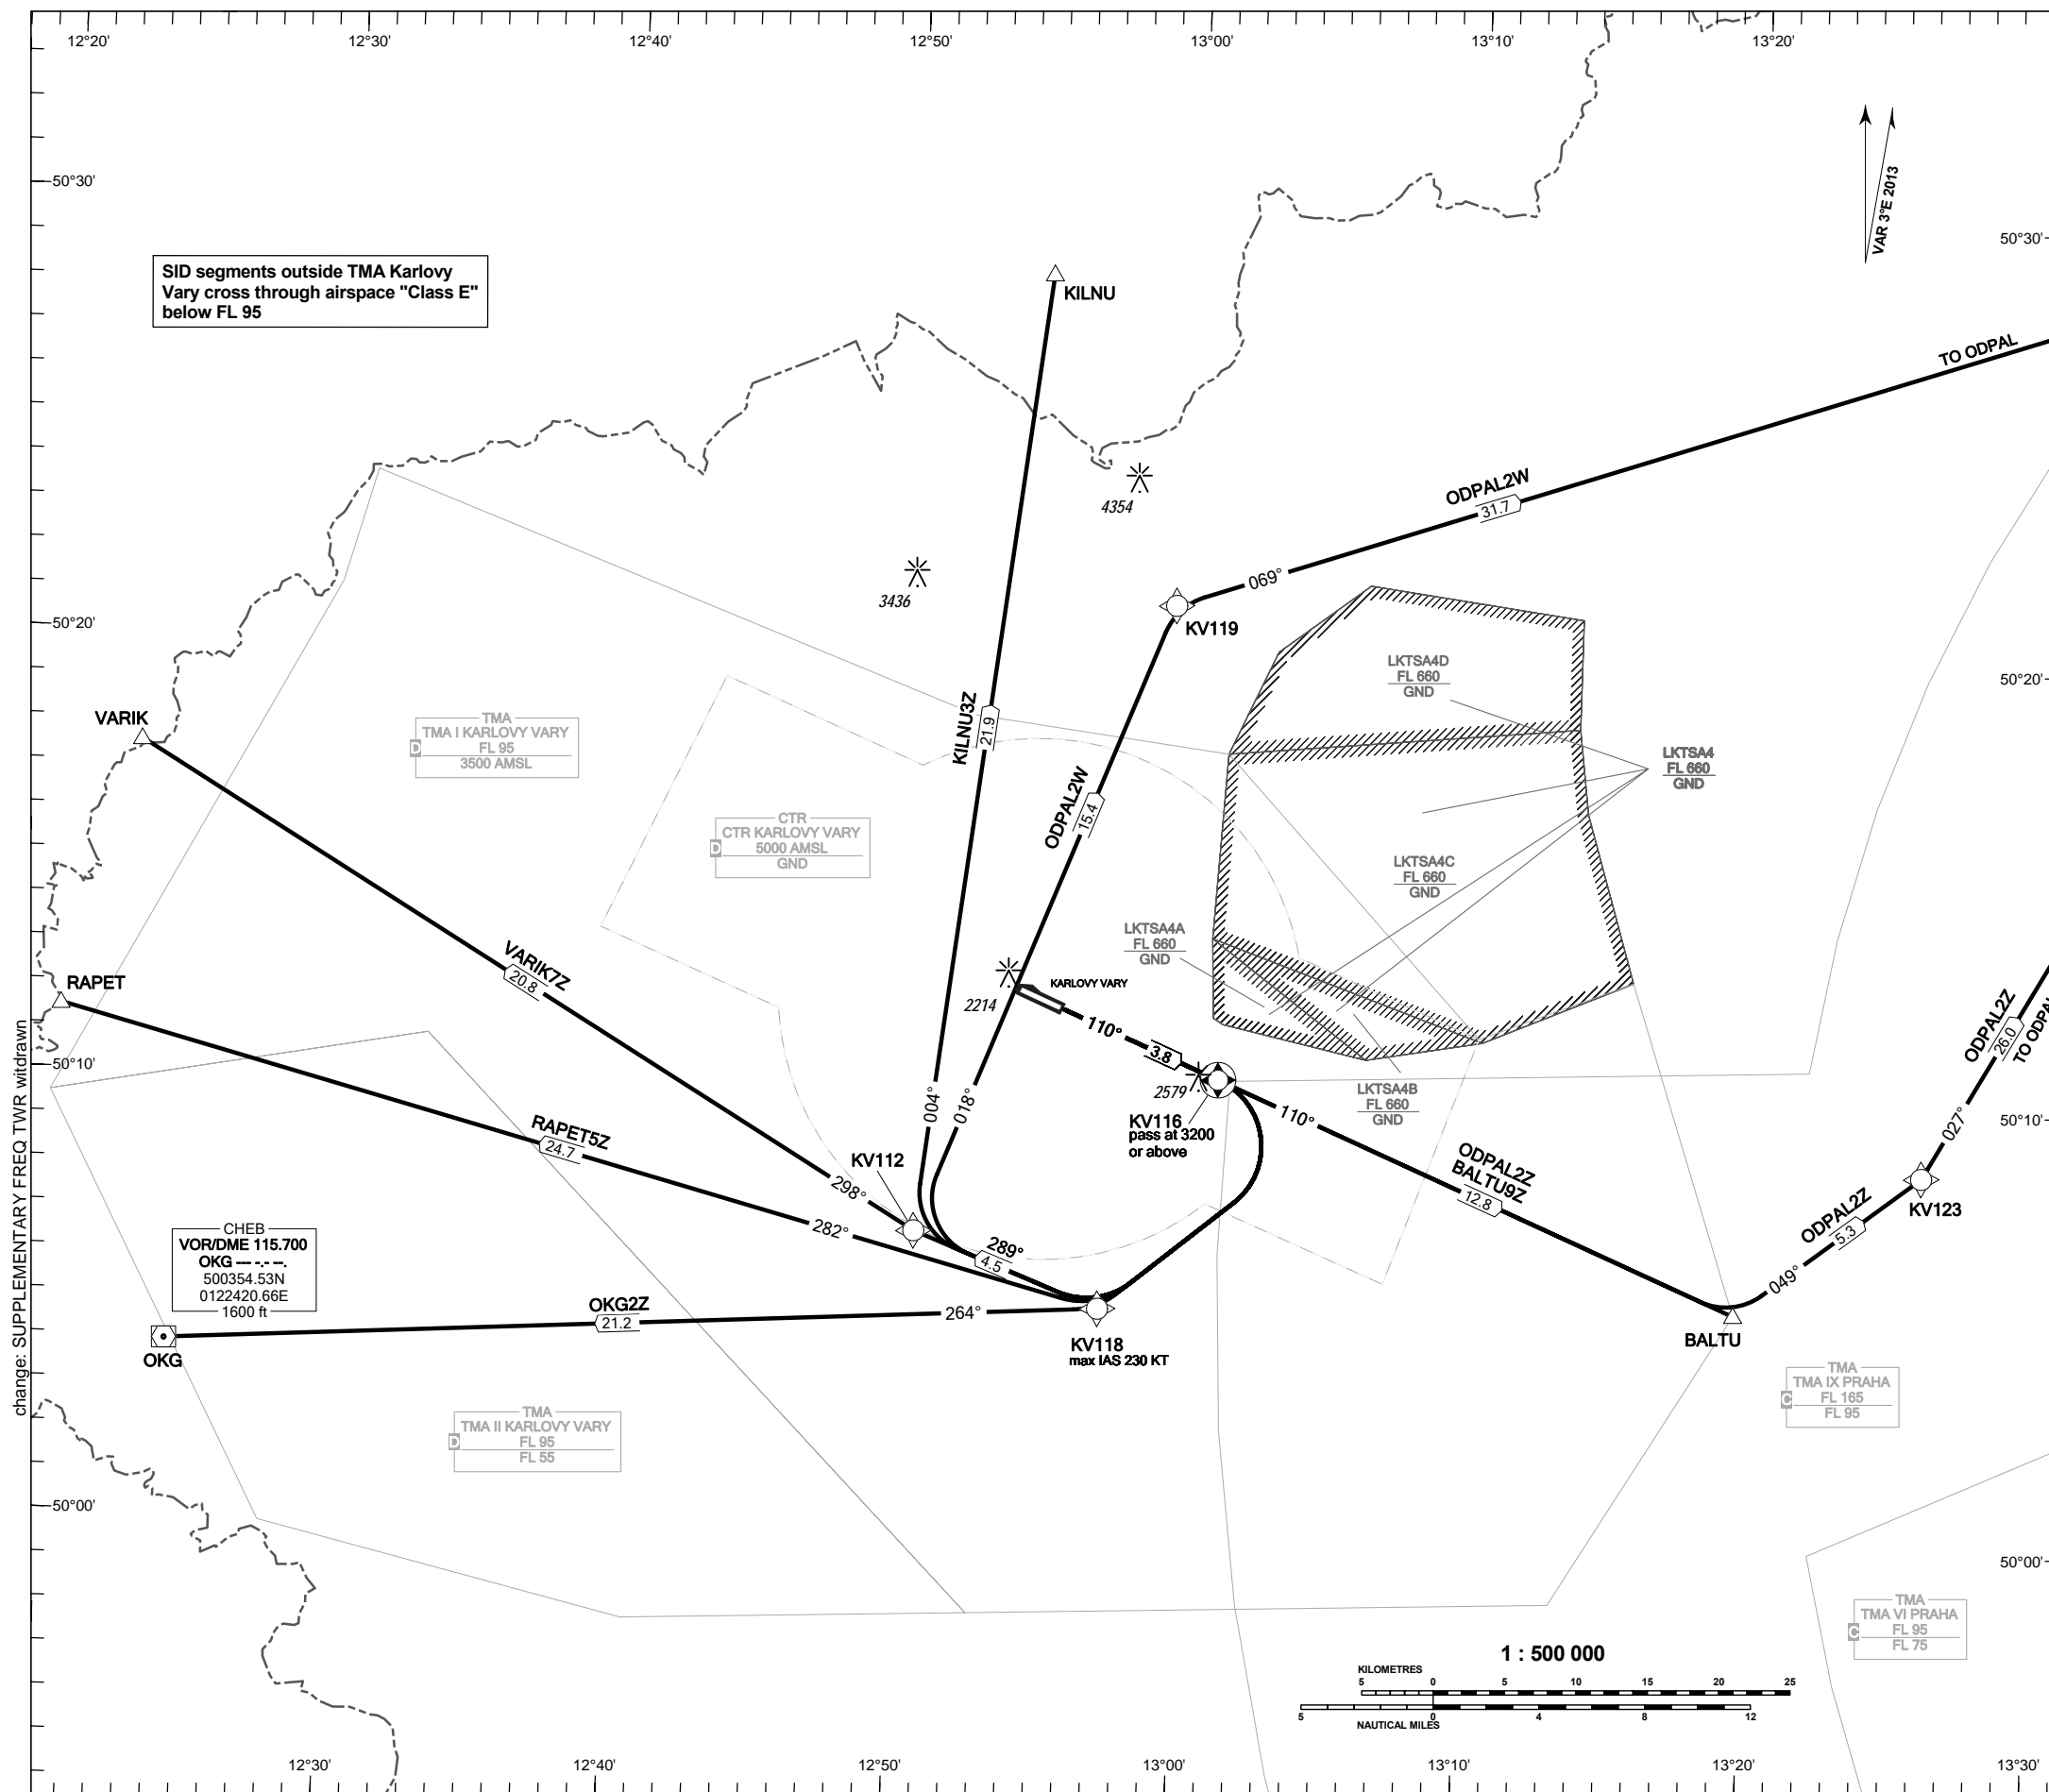 12°20'
12°30'
12°40'
12°50'
13°00'
13°10'
13°20'
50°30'
50°30'
VAR 3°E 2013
SID segments outside TMA Karlovy
Vary cross through airspace "Class E"
below FL 95
KILNU
TO ODPAL
ODPAL2W
31.7
4354
3436
069°
KV119
50°20'
50°20'
LKTSA4D
FL 660
GND
VARIK
TMA
TMA I KARLOVY VARY
D
FL 95
3500 AMSL
KILNU3Z
21.9
LKTSA4
FL 660
GND
ODPAL2W
15.4
CTR
CTR KARLOVY VARY
D
5000 AMSL
GND
LKTSA4C
FL 660
GND
LKTSA4A
FL 660
GND
VARIK7Z
20.8
RAPET
KARLOVY VARY
2214
110°
3.8
ODPAL2Z
26.0
TO ODPAL
50°10'
2579
LKTSA4B
FL 660
GND
004°
018°
KV116
pass at 3200
or above
110°
50°10'
027°
RAPET5Z
24.7
KV112
298°
282°
ODPAL2Z
BALTU9Z
12.8
KV123
ODPAL2Z
5.3
049°
CHEB
VOR/DME 115.700
OKG --- -.- --.
500354.53N
0122420.66E
1600 ft
289°
4.5
OKG2Z
21.2
264°
OKG
KV118
max IAS 230 KT
BALTU
TMA
TMA IX PRAHA
C
FL 165
FL 95
TMA
TMA II KARLOVY VARY
D
FL 95
FL 55
50°00'
50°00'
change: SUPPLEMENTARY FREQ TWR witdrawn
TMA
TMA VI PRAHA
C
FL 95
FL 75
1 : 500 000
KILOMETRES
5 0 5 10 15 20 25
5 0 4 8 12
NAUTICAL MILES
12°30'
12°40'
12°50'
13°00'
13°10'
13°20'
13°30'